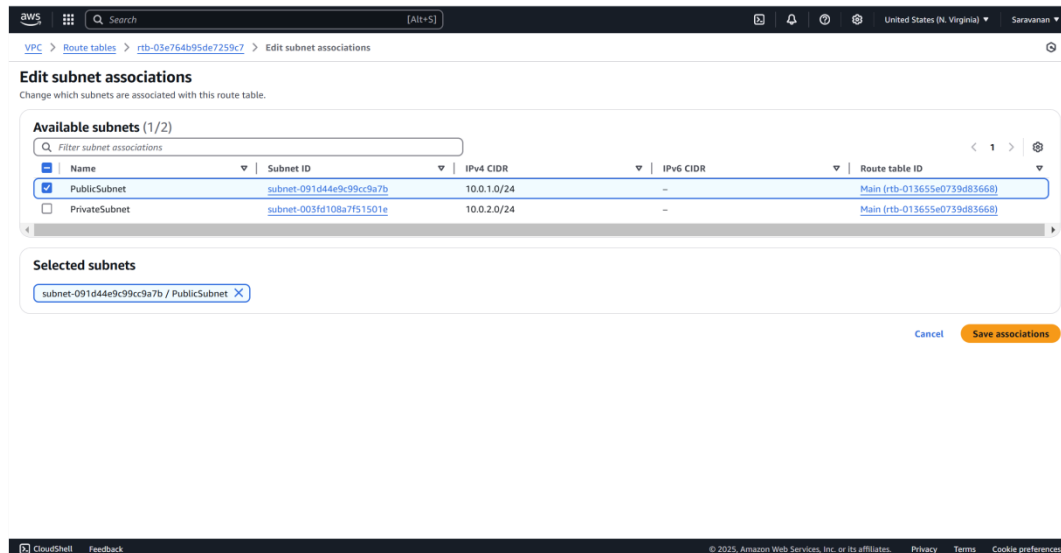 aws Search [Alt+S] United States (N. Virginia) Saravanan
VPC > Route tables > rtb-03e764b95de7259c7 > Edit subnet associations
Edit subnet associations
Change which subnets are associated with this route table.
Available subnets (1/2)
Filter subnet associations < 1 >
Name Subnet ID IPv4 CIDR IPv6 CIDR Route table ID
PublicSubnet subnet-091d44e9c99cc9a7b 10.0.1.0/24 – Main (rtb-013655e0739d83668)
PrivateSubnet subnet-003fd108a7f51501e 10.0.2.0/24 – Main (rtb-013655e0739d83668)
Selected subnets
subnet-091d44e9c99cc9a7b / PublicSubnet
Cancel Save associations
CloudShell Feedback © 2025, Amazon Web Services, Inc. or its affiliates. Privacy Terms Cookie preferences